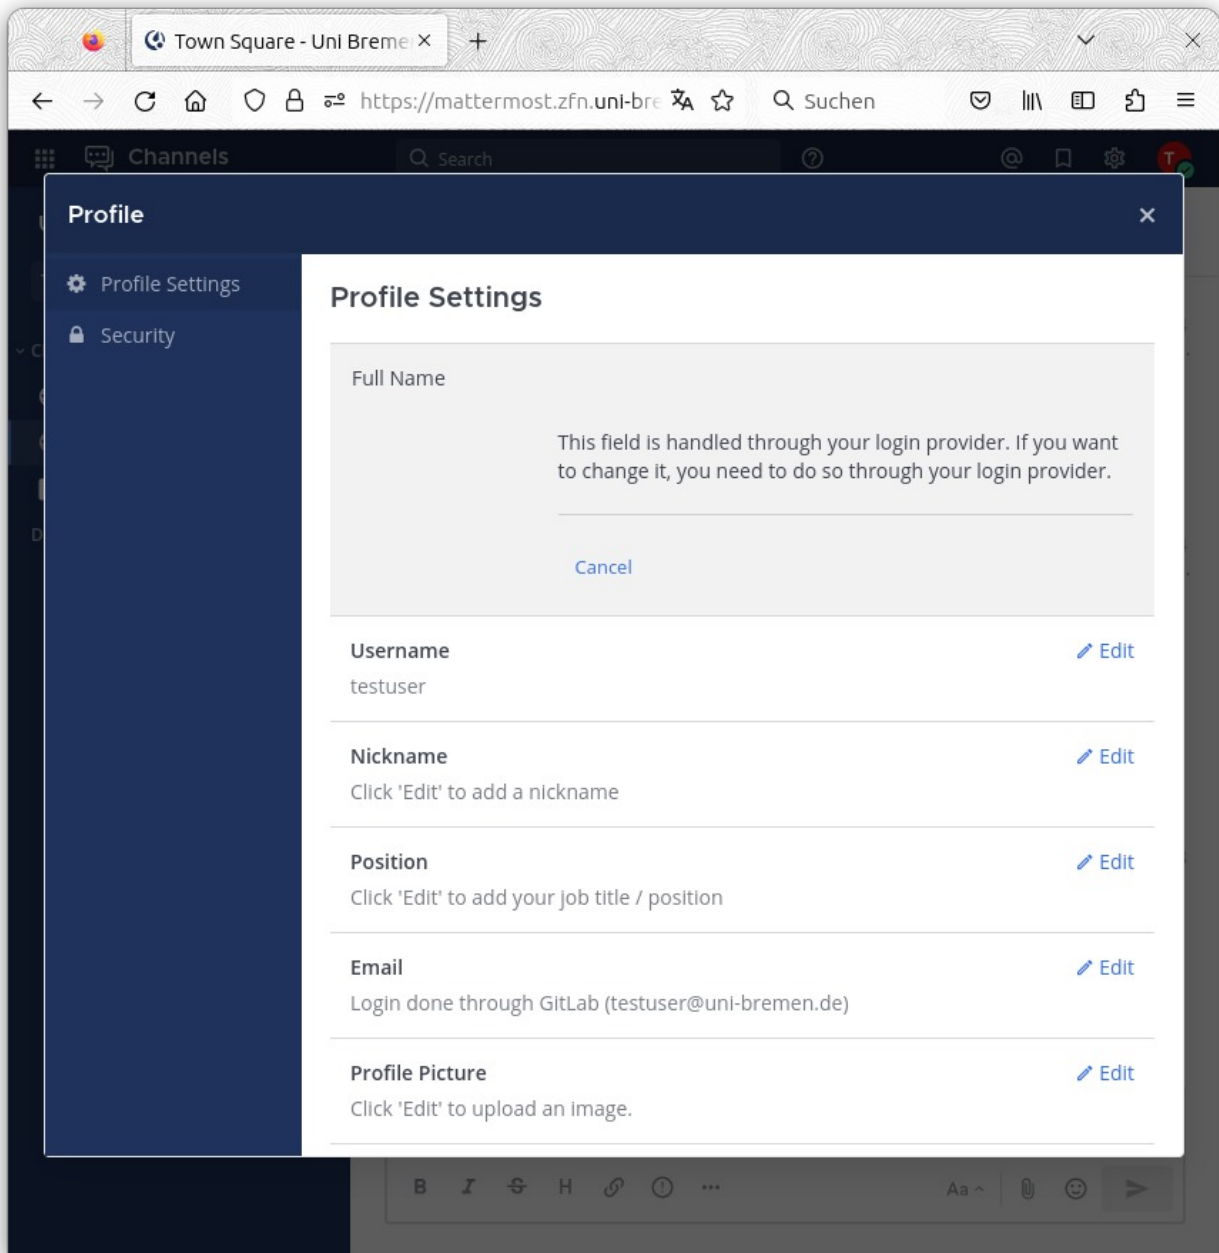 Town Square - Uni Breme
https://mattermost.zfn.uni-bre
Suchen
Channels
Search
T
Profile
Profile Settings
Security
Profile Settings
Full Name
This field is handled through your login provider. If you want
to change it, you need to do so through your login provider.
Cancel
Username
Edit
testuser
Nickname
Edit
Click 'Edit' to add a nickname
Position
Edit
Click 'Edit' to add your job title / position
Email
Edit
Login done through GitLab (testuser@uni-bremen.de)
Profile Picture
Edit
Click 'Edit' to upload an image.
B I S H
Aa